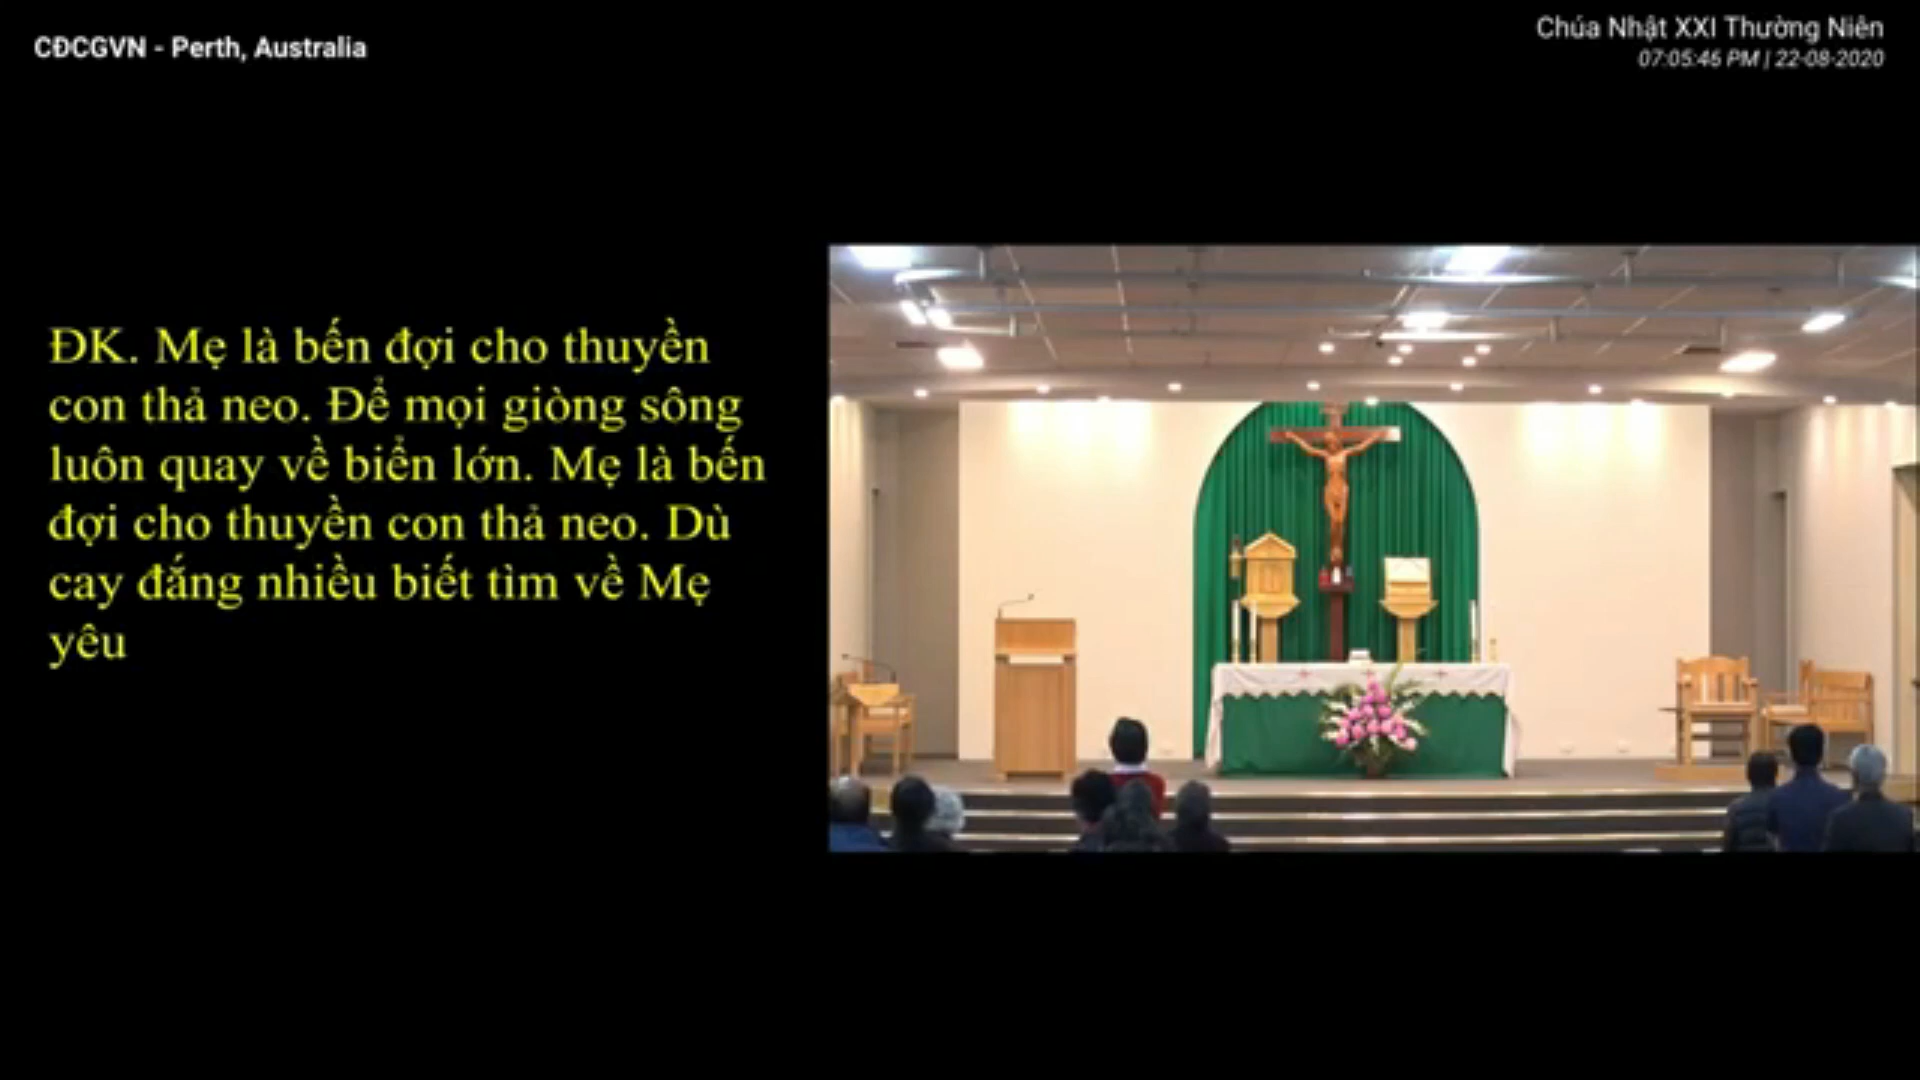 CĐCGVN - Perth, Australia
Chúa Nhật XXI Thường Niên
07:05:46 PM | 22-08-2020
ĐK. Mẹ là bến đợi cho thuyền
con thả neo. Để mọi giòng sông
luôn quay về biển lớn. Mẹ là bến
đợi cho thuyền con thả neo. Dù
cay đắng nhiều biết tìm về Mẹ
yêu